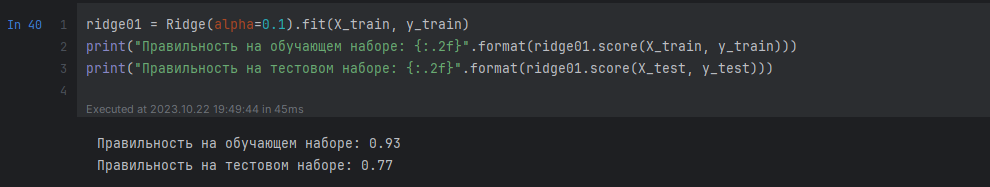 In 40
1 ridge01 = Ridge(alpha=0.1).fit(X_train, y_train)
2 print("Правильность на обучающем наборе: {:.2f}".format(ridge01.score(X_train, y_train)))
3 print("Правильность на тестовом наборе: {:.2f}".format(ridge01.score(X_test, y_test)))
4
Executed at 2023.10.22 19:49:44 in 45ms
Правильность на обучающем наборе: 0.93
Правильность на тестовом наборе: 0.77